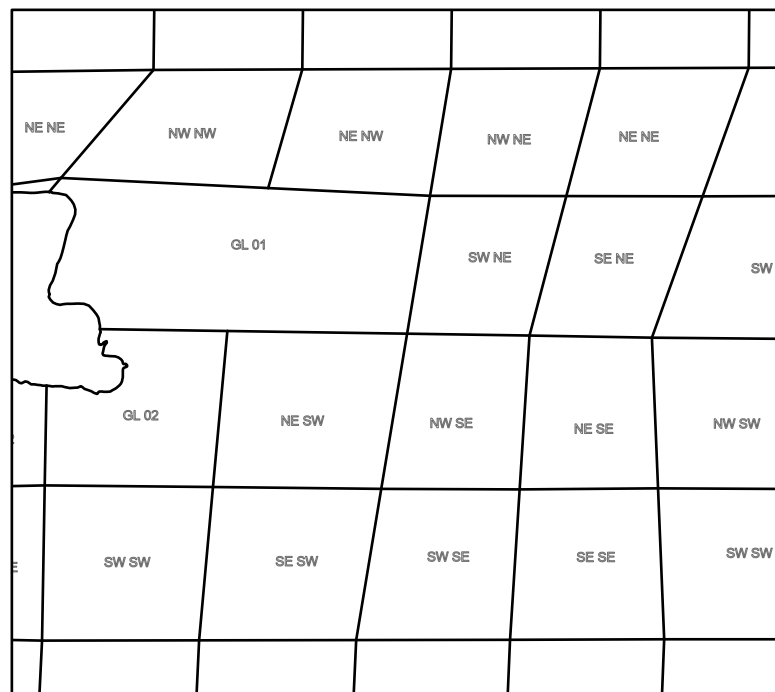 NE NE
NW NW
NE NW
NW NE
NE NE
GL 01
SW NE
SE NE
SW
GL 02
NE SW
NW SE
NE SE
NW SW
SW SW
SE SW
SW SE
SE SE
SW SW
E